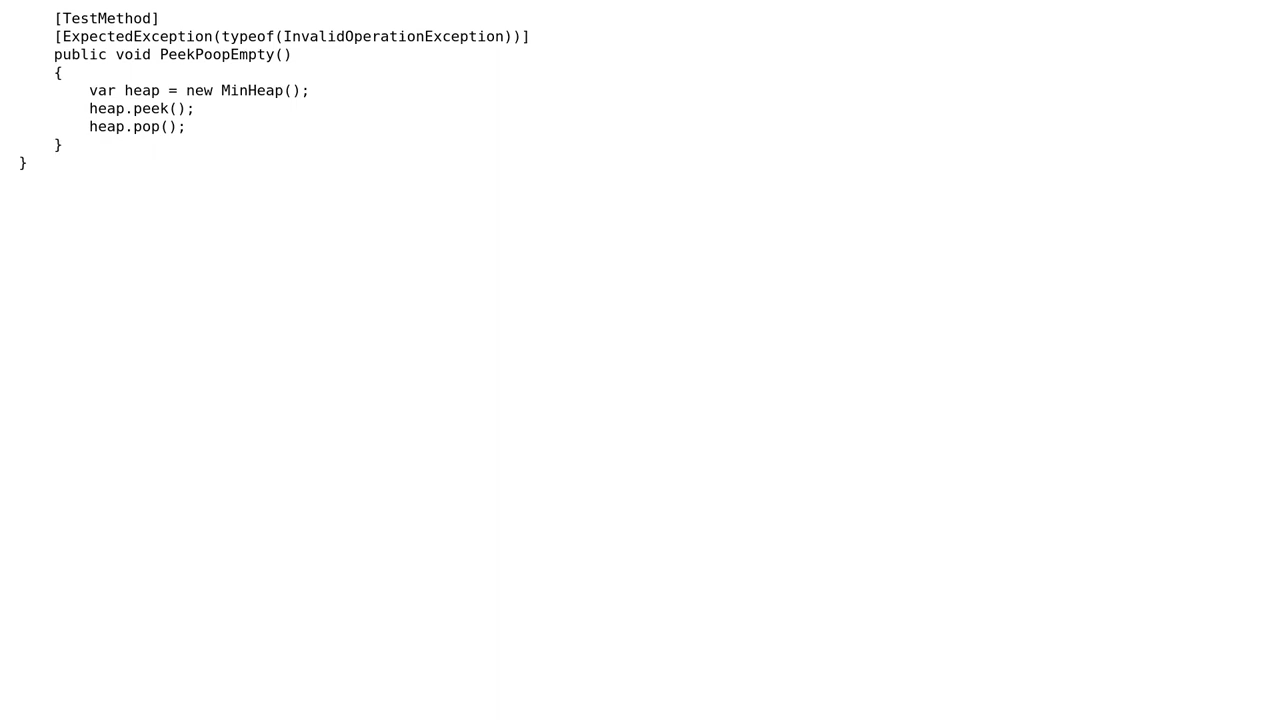 [TestMethod]
[ExpectedException(typeof(InvalidOperationException))]
public void PeekPoopEmpty()
{
var heap = new MinHeap();
heap.peek();
heap.pop();
}
}